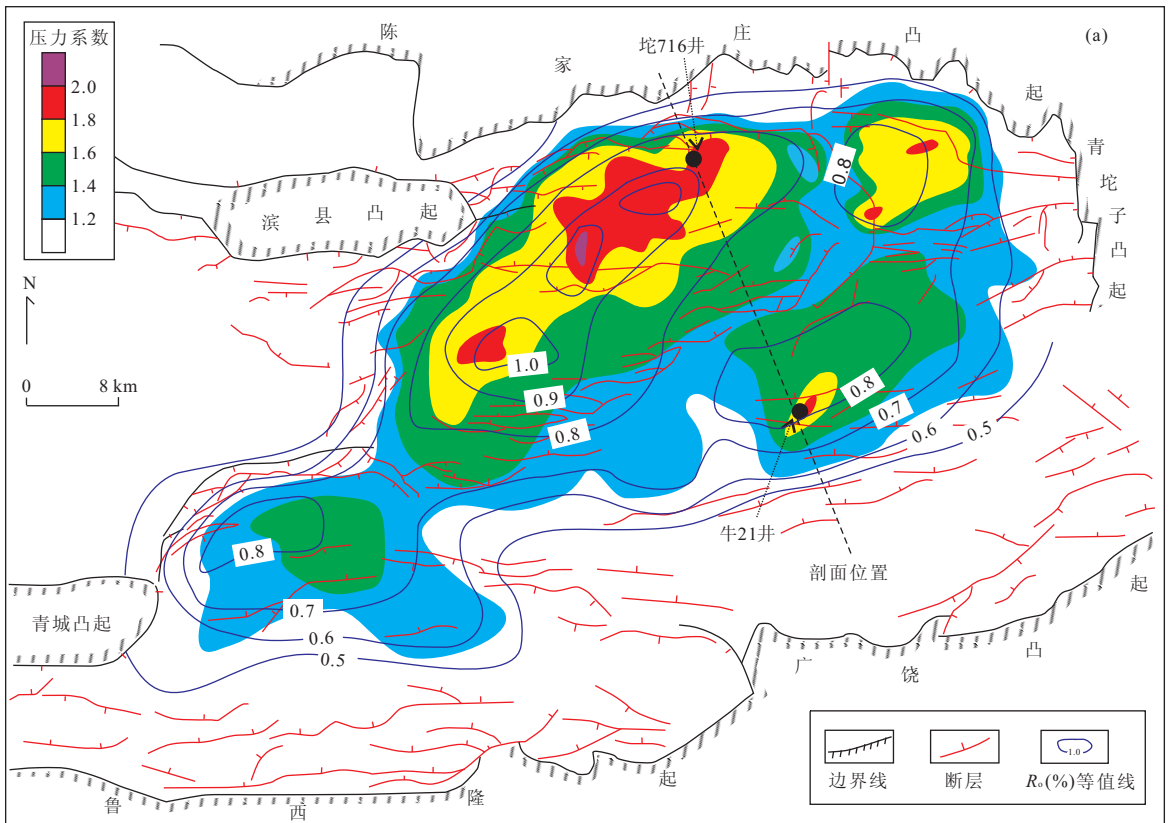 (a)
压力系数
2.0
1.8
1.6
1.4
1.2
N
0 8 km
陈家庄凸起
坨716井
青坨子凸起
滨县凸起
0.8
1.0
0.9
0.8
0.8
0.7
0.6
0.5
牛21井
剖面位置
0.8
0.7
0.6
0.5
青城凸起
广饶凸起
鲁西隆起
1.0
边界线
断层
Ro(%)等值线